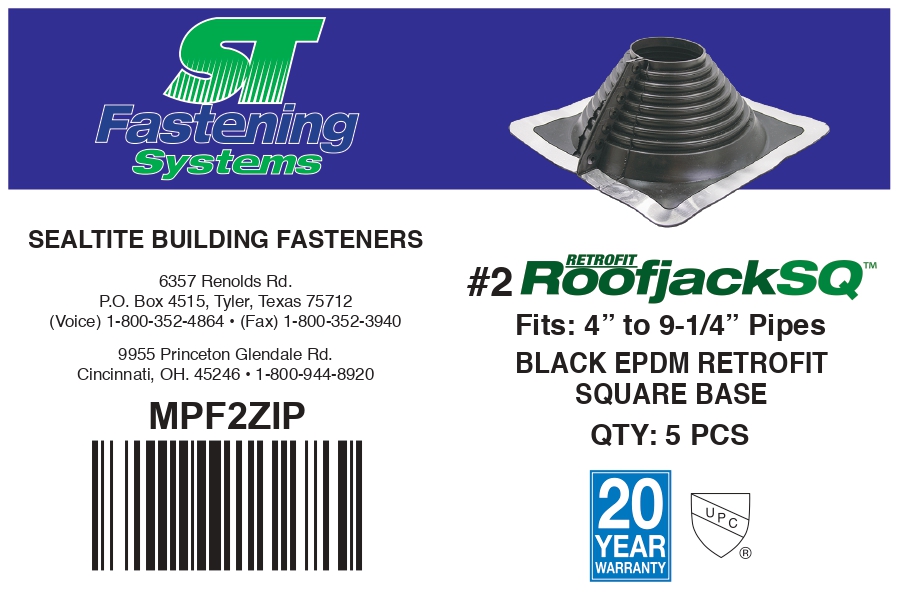 ST
Fastening
Systems
SEALTITE BUILDING FASTENERS
6357 Renolds Rd.
P.O. Box 4515, Tyler, Texas 75712
(Voice) 1-800-352-4864 • (Fax) 1-800-352-3940
9955 Princeton Glendale Rd.
Cincinnati, OH. 45246 • 1-800-944-8920
MPF2ZIP
RETROFIT
#2 RoofjackSQ™
Fits: 4” to 9-1/4” Pipes
BLACK EPDM RETROFIT
SQUARE BASE
QTY: 5 PCS
20
YEAR
WARRANTY
UPC
®